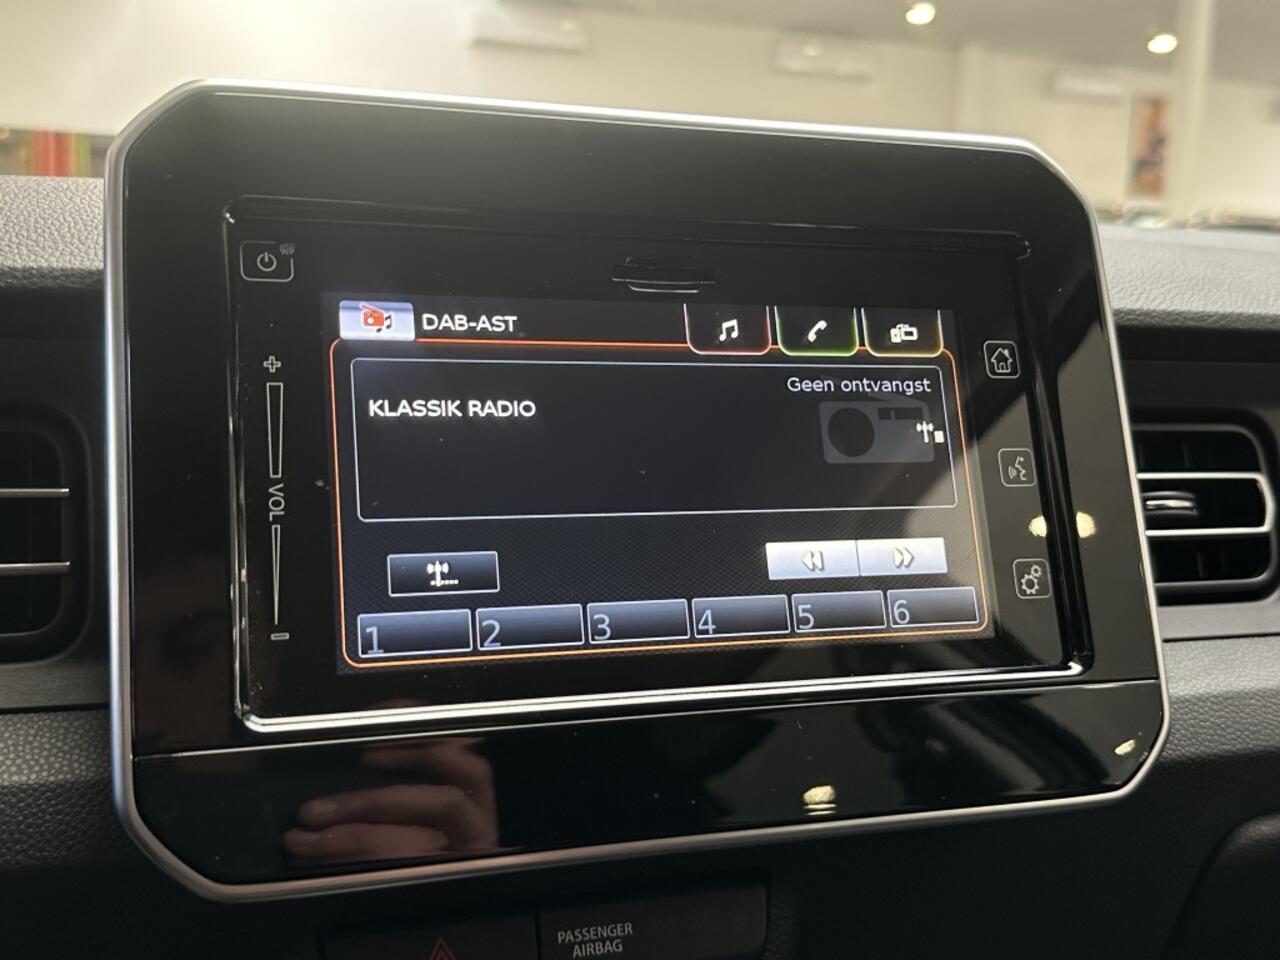 DAB-AST
Geen ontvangst
KLASSIK RADIO
VOL
1 2 3 4 5 6
PASSENGER
AIRBAG